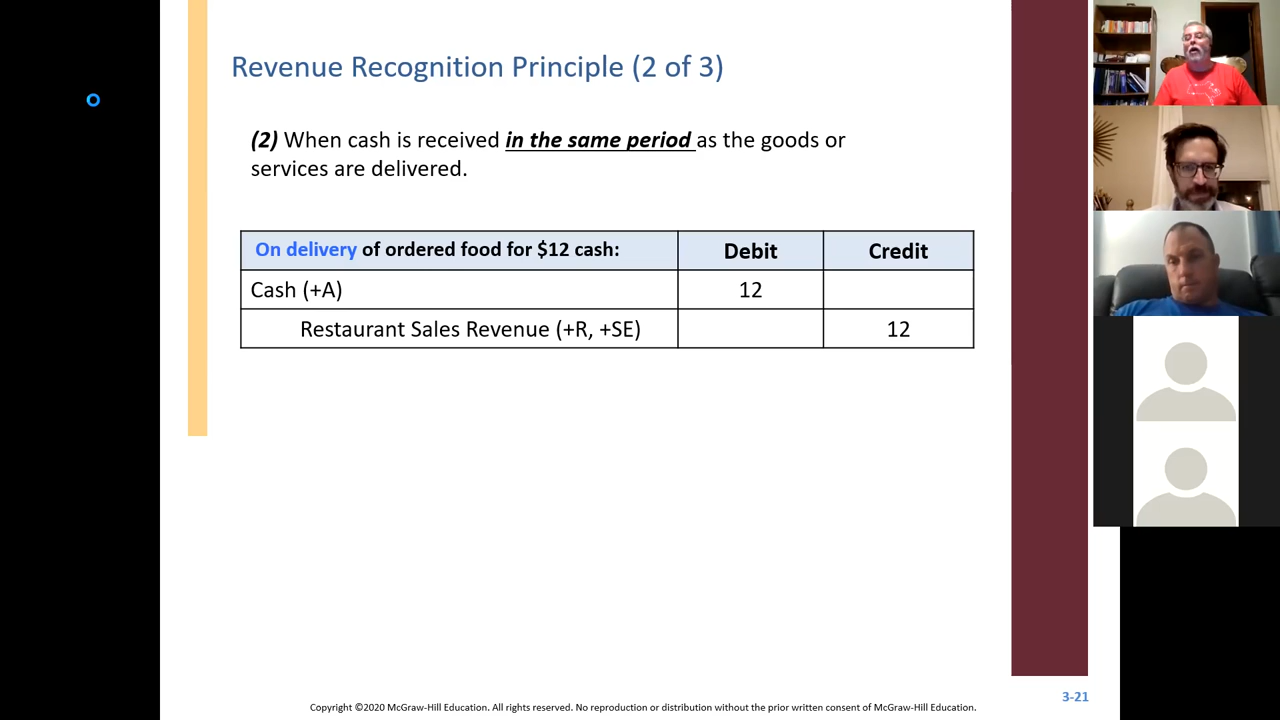 Revenue Recognition Principle (2 of 3)
(2) When cash is received in the same period as the goods or
services are delivered.
On delivery of ordered food for $12 cash: Debit Credit
Cash (+A) 12
Restaurant Sales Revenue (+R, +SE) 12
3-21
Copyright ©2020 McGraw-Hill Education. All rights reserved. No reproduction or distribution without the prior written consent of McGraw-Hill Education.